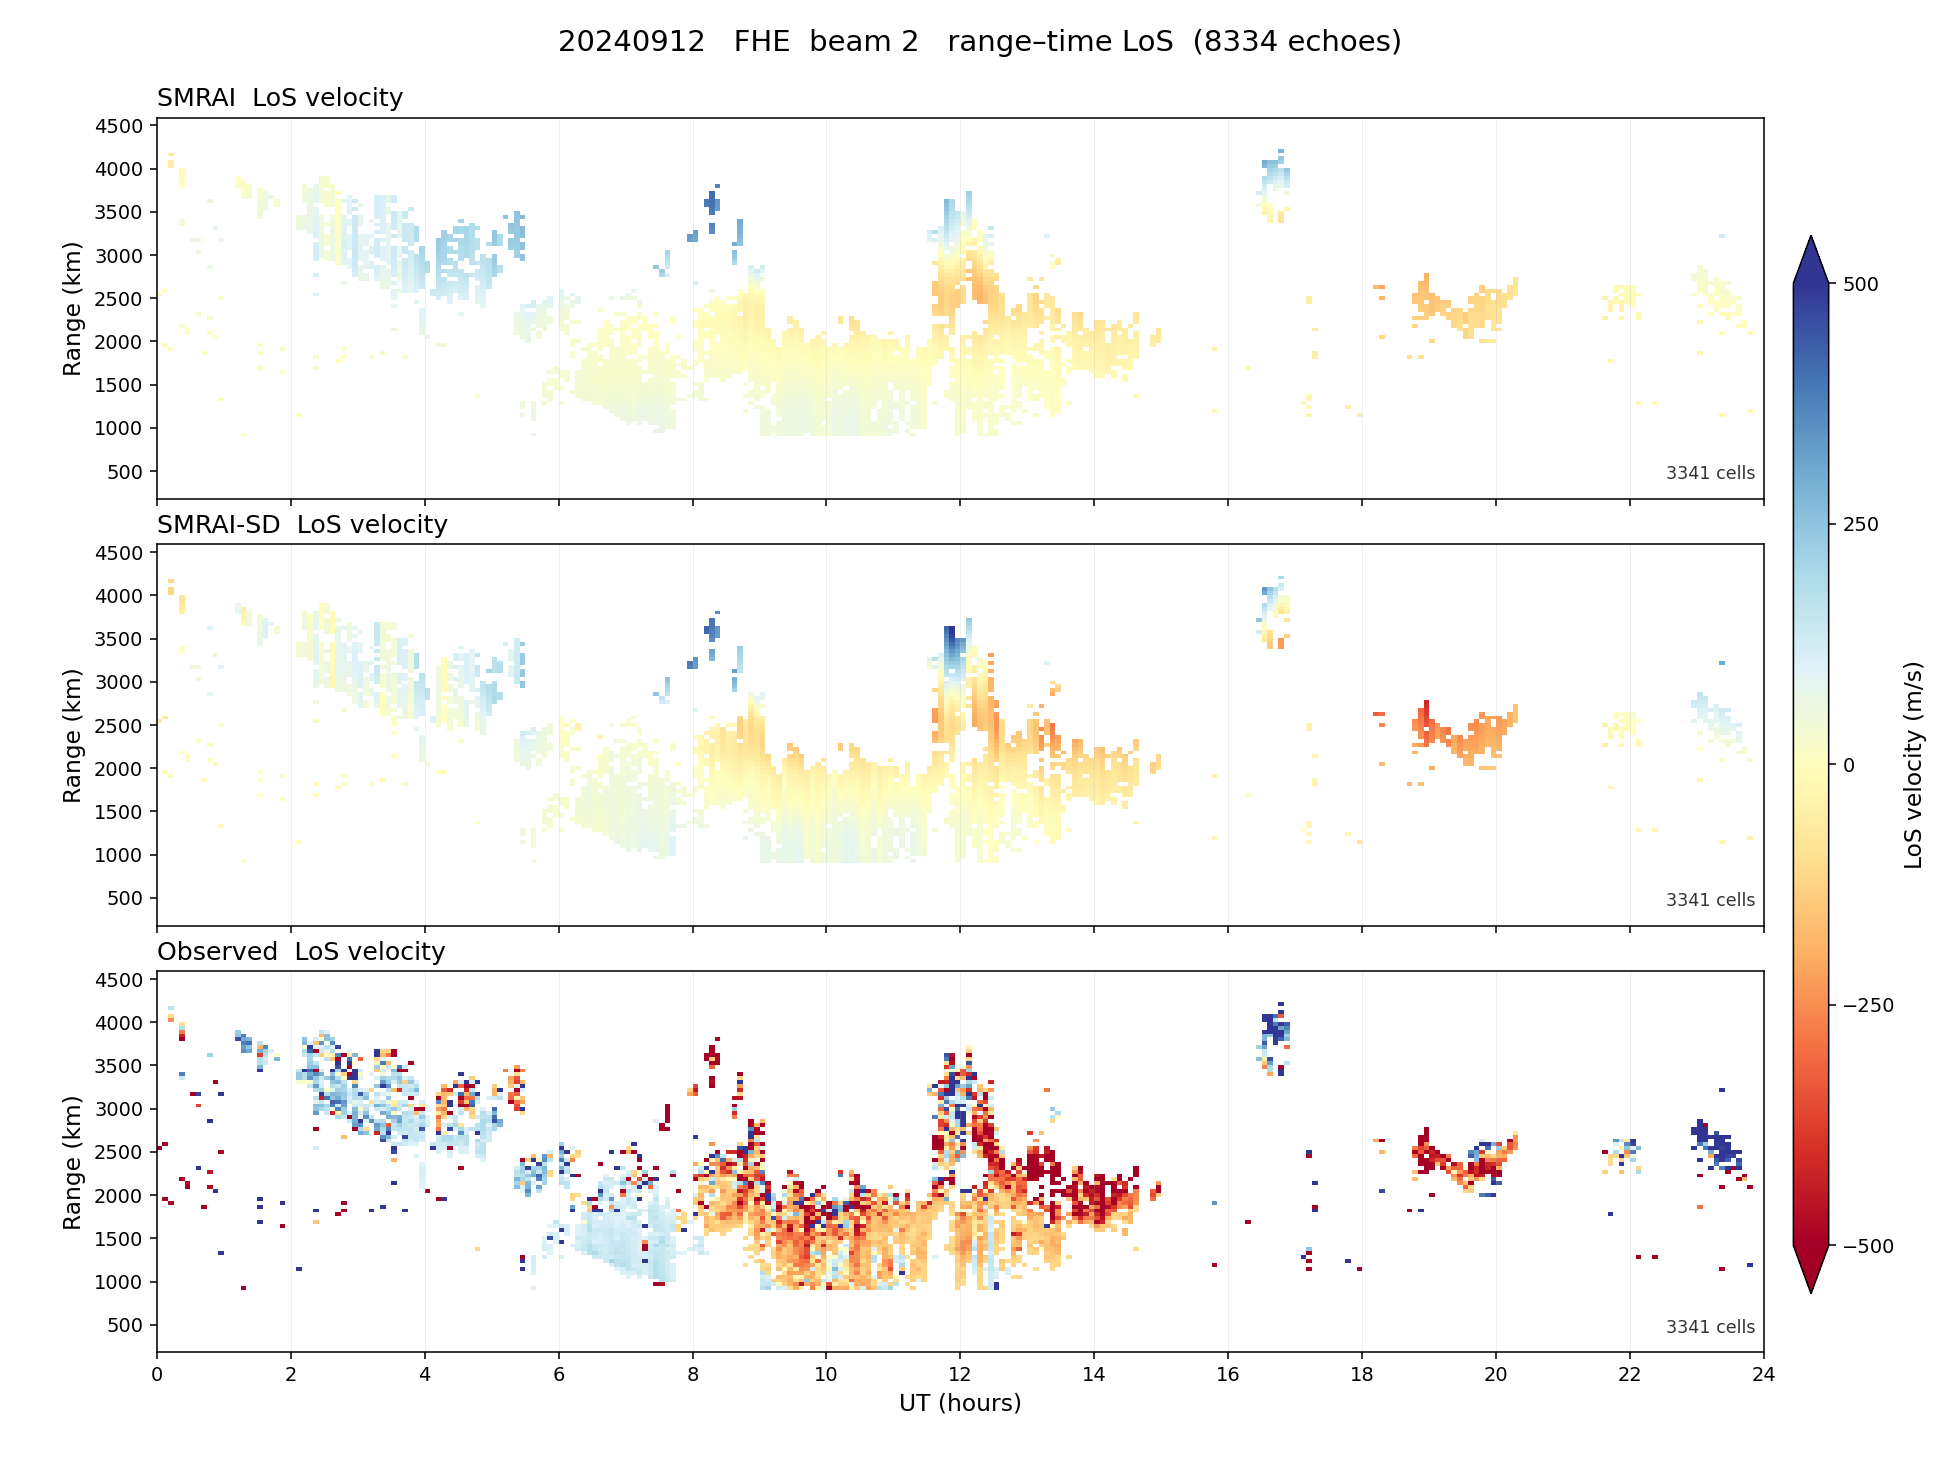 20240912   FHE  beam 2   range–time LoS  (8334 echoes)
SMRAI  LoS velocity
4500
4000
3500
3000
2500
2000
1500
1000
500
Range (km)
3341 cells
SMRAI-SD  LoS velocity
4500
4000
3500
3000
2500
2000
1500
1000
500
Range (km)
3341 cells
Observed  LoS velocity
4500
4000
3500
3000
2500
2000
1500
1000
500
Range (km)
3341 cells
0 2 4 6 8 10 12 14 16 18 20 22 24
UT (hours)
500
250
0
−250
−500
LoS velocity (m/s)